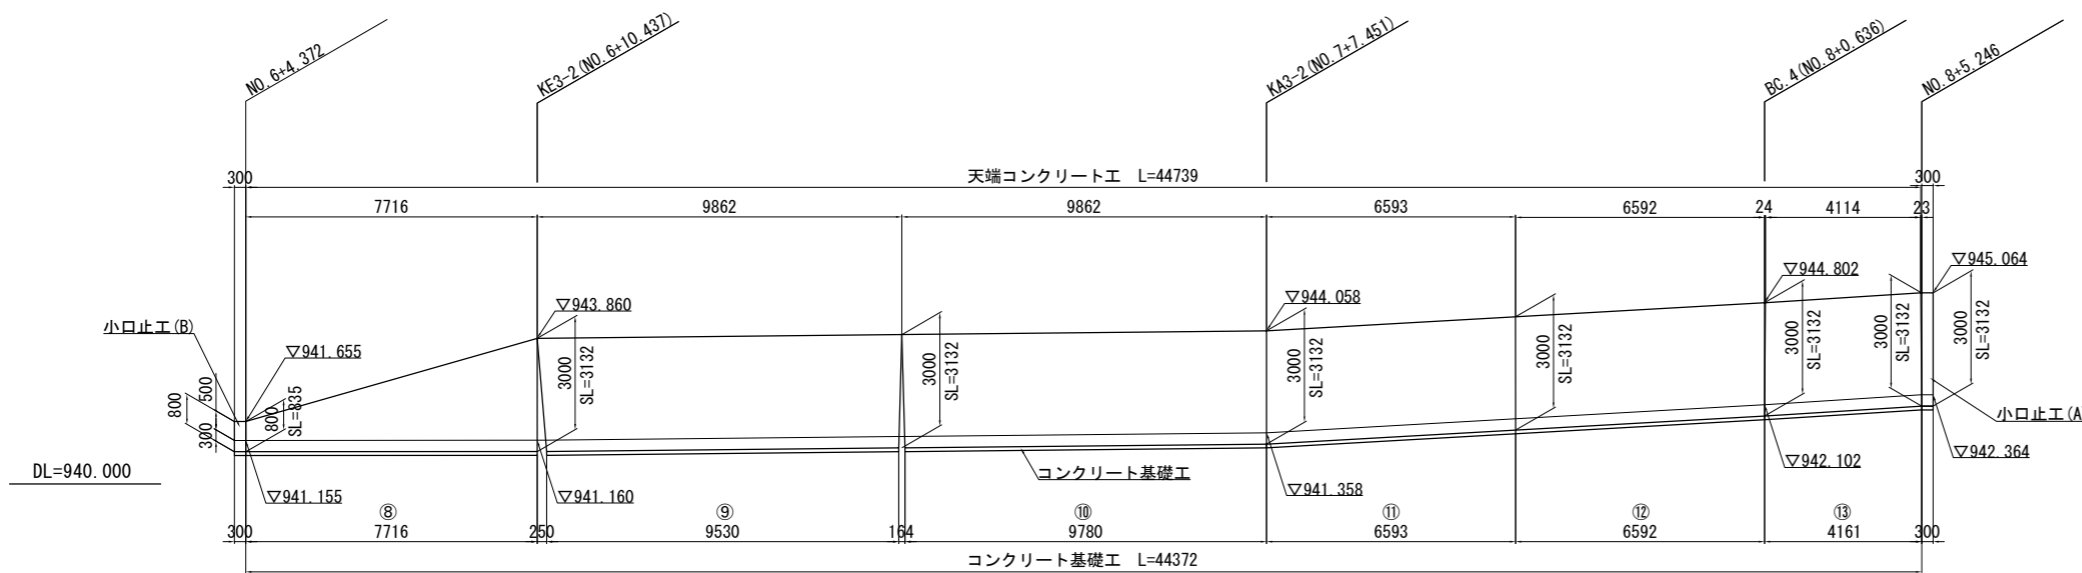 NO.6+4.372
KE3-2(NO.6+10.437)
KA3-2(NO.7+7.451)
BC.4(NO.8+0.636)
NO.8+5.246
300
天端コンクリート工 L=44739
300
7716
9862
9862
6593
6592
24
4114
23
▽943.860
▽944.058
▽944.802
▽945.064
小口止工(B)
▽941.655
800
500
300
800
SL=835
3000
SL=3132
3000
SL=3132
3000
SL=3132
3000
SL=3132
3000
SL=3132
3000
SL=3132
3000
SL=3132
小口止工(A
DL=940.000
▽941.155
▽941.160
コンクリート基礎工
▽941.358
▽942.102
▽942.364
⑧
⑨
⑩
⑪
⑫
⑬
300
7716
250
9530
164
9780
6593
6592
4161
300
コンクリート基礎工 L=44372